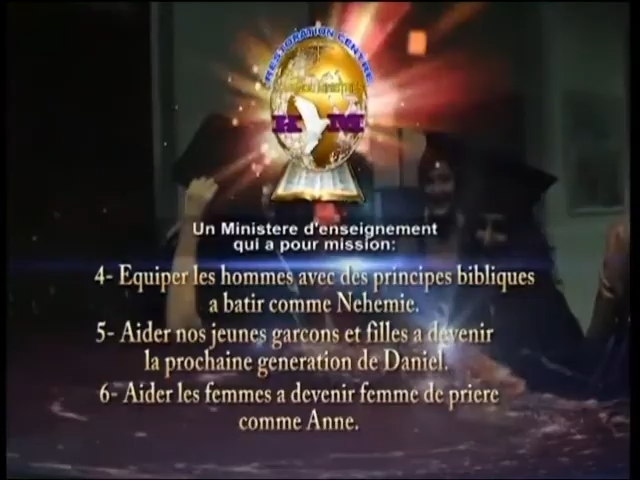 RESTORATION CENTRE
H M
Un Ministere d'enseignement
qui a pour mission:
4- Equiper les hommes avec des principes bibliques
a batir comme Nehemie.
5- Aider nos jeunes garcons et filles a devenir
la prochaine generation de Daniel.
6- Aider les femmes a devenir femme de priere
comme Anne.